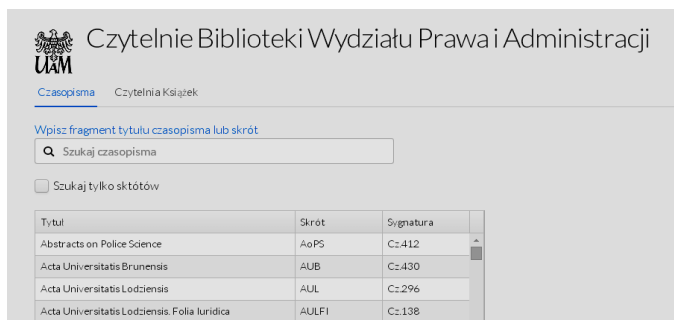 Czytelnie Biblioteki Wydziału Prawa i Administracji
UAM
Czasopisma Czytelnia Książek
Wpisz fragment tytułu czasopisma lub skrót
Szukaj czasopisma
Szukaj tylko sktótów
Tytuł Skrót Sygnatura
Abstracts on Police Science AoPS Cz.412
Acta Universitatis Brunensis AUB Cz.430
Acta Universitatis Lodziensis AUL Cz.296
Acta Universitatis Lodziensis. Folia Iuridica AULFI Cz.138